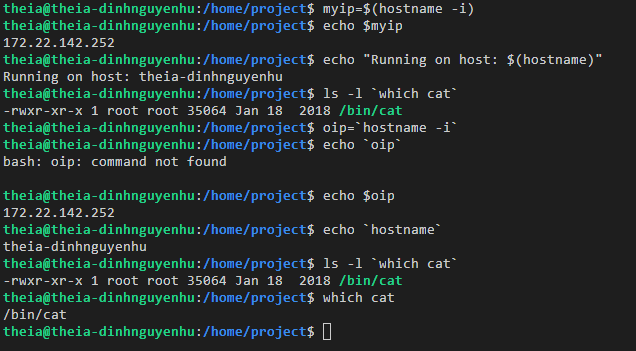 theia@theia-dinhnguyenhu:/home/project$ myip=$(hostname -i)
theia@theia-dinhnguyenhu:/home/project$ echo $myip
172.22.142.252
theia@theia-dinhnguyenhu:/home/project$ echo "Running on host: $(hostname)"
Running on host: theia-dinhnguyenhu
theia@theia-dinhnguyenhu:/home/project$ ls -l `which cat`
-rwxr-xr-x 1 root root 35064 Jan 18  2018 /bin/cat
theia@theia-dinhnguyenhu:/home/project$ oip=`hostname -i`
theia@theia-dinhnguyenhu:/home/project$ echo `oip`
bash: oip: command not found

theia@theia-dinhnguyenhu:/home/project$ echo $oip
172.22.142.252
theia@theia-dinhnguyenhu:/home/project$ echo `hostname`
theia-dinhnguyenhu
theia@theia-dinhnguyenhu:/home/project$ ls -l `which cat`
-rwxr-xr-x 1 root root 35064 Jan 18  2018 /bin/cat
theia@theia-dinhnguyenhu:/home/project$ which cat
/bin/cat
theia@theia-dinhnguyenhu:/home/project$